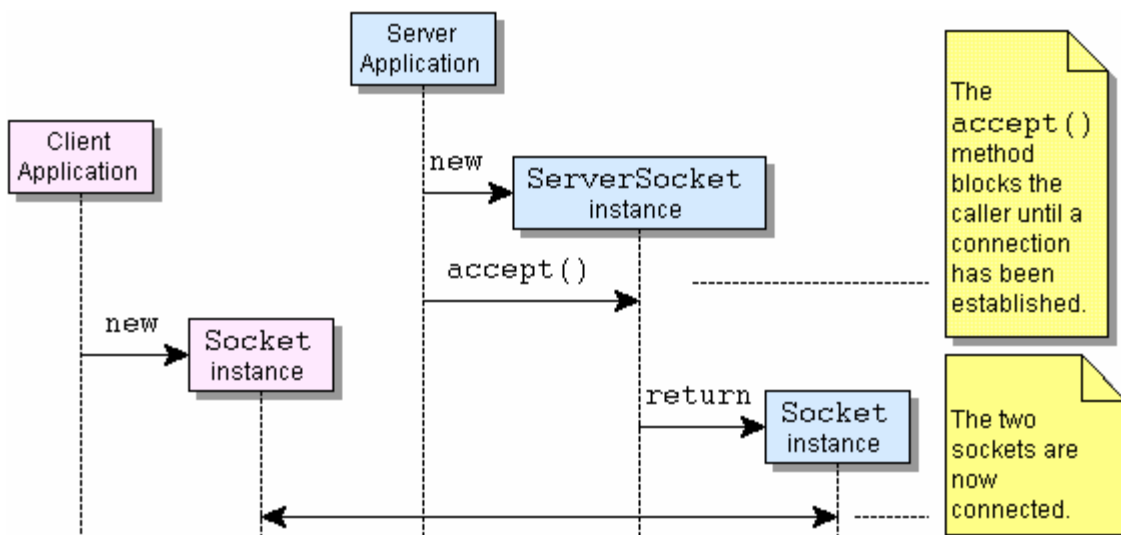 Server
Application
Client
Application
new
ServerSocket
instance
accept()
new
Socket
instance
return
Socket
instance
The
accept()
method
blocks the
caller until a
connection
has been
established.
The two
sockets are
now
connected.